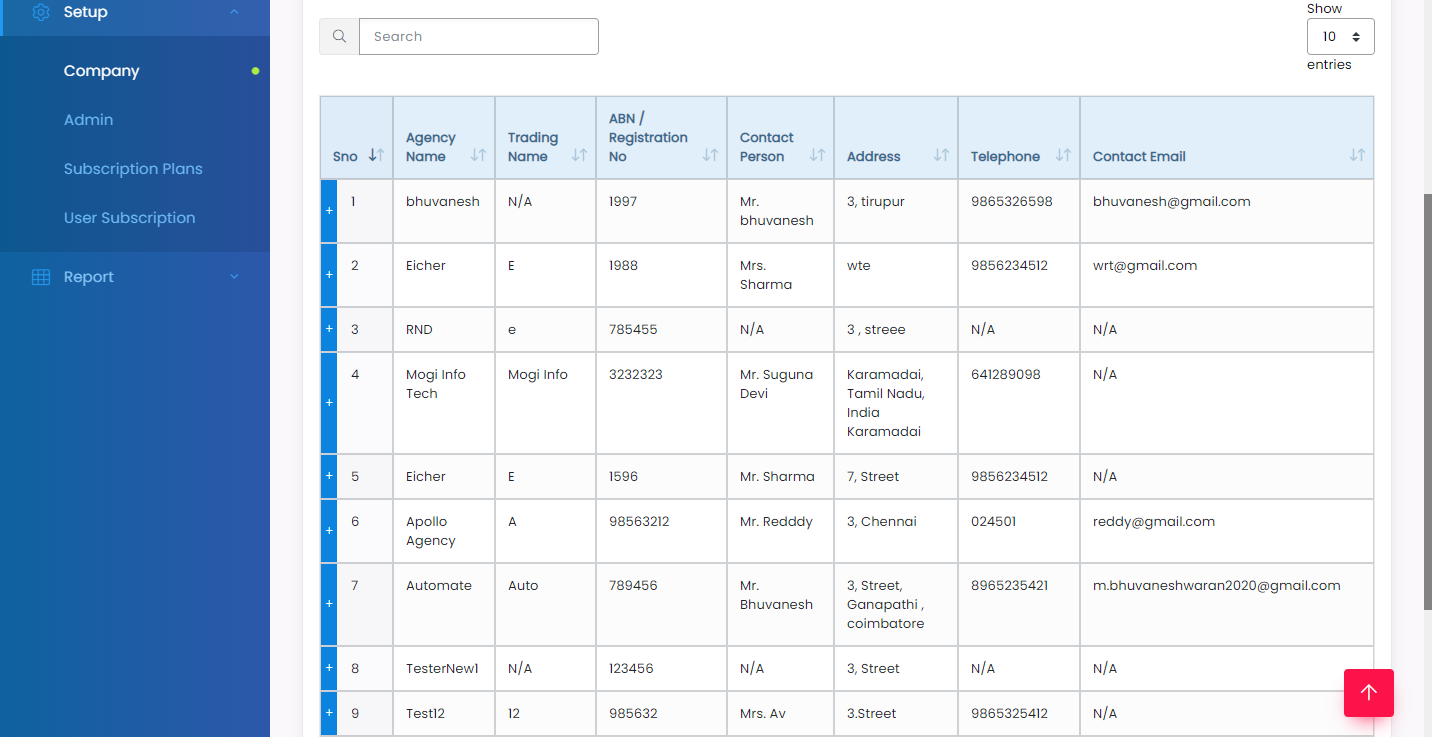 Setup
Company
Admin
Subscription Plans
User Subscription
Report
Search
Show
10
entries
Sno
Agency
Name
Trading
Name
ABN /
Registration
No
Contact
Person
Address
Telephone
Contact Email
+
1
bhuvanesh
N/A
1997
Mr.
bhuvanesh
3, tirupur
9865326598
bhuvanesh@gmail.com
+
2
Eicher
E
1988
Mrs.
Sharma
wte
9856234512
wrt@gmail.com
+
3
RND
e
785455
N/A
3 , streee
N/A
N/A
+
4
Mogi Info
Tech
Mogi Info
3232323
Mr. Suguna
Devi
Karamadai,
Tamil Nadu,
India
Karamadai
641289098
N/A
+
5
Eicher
E
1596
Mr. Sharma
7, Street
9856234512
N/A
+
6
Apollo
Agency
A
98563212
Mr. Redddy
3, Chennai
024501
reddy@gmail.com
+
7
Automate
Auto
789456
Mr.
Bhuvanesh
3, Street,
Ganapathi ,
coimbatore
8965235421
m.bhuvaneshwaran2020@gmail.com
+
8
TesterNew1
N/A
123456
N/A
3, Street
N/A
N/A
+
9
Test12
12
985632
Mrs. Av
3.Street
9865325412
N/A